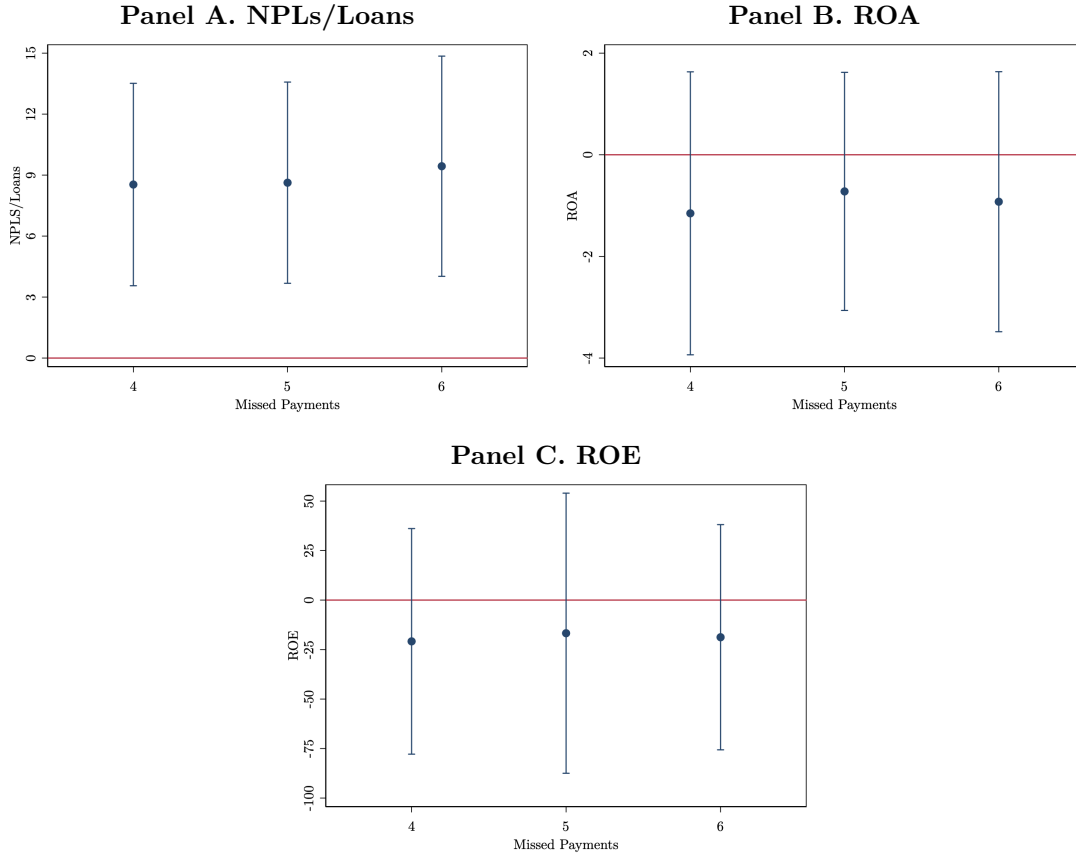 Panel A. NPLs/Loans
15
12
9
6
3
0
NPLS/Loans
4 5 6
Missed Payments
Panel B. ROA
2
0
-2
-4
ROA
4 5 6
Missed Payments
Panel C. ROE
50
25
0
-25
-50
-75
-100
ROE
4 5 6
Missed Payments